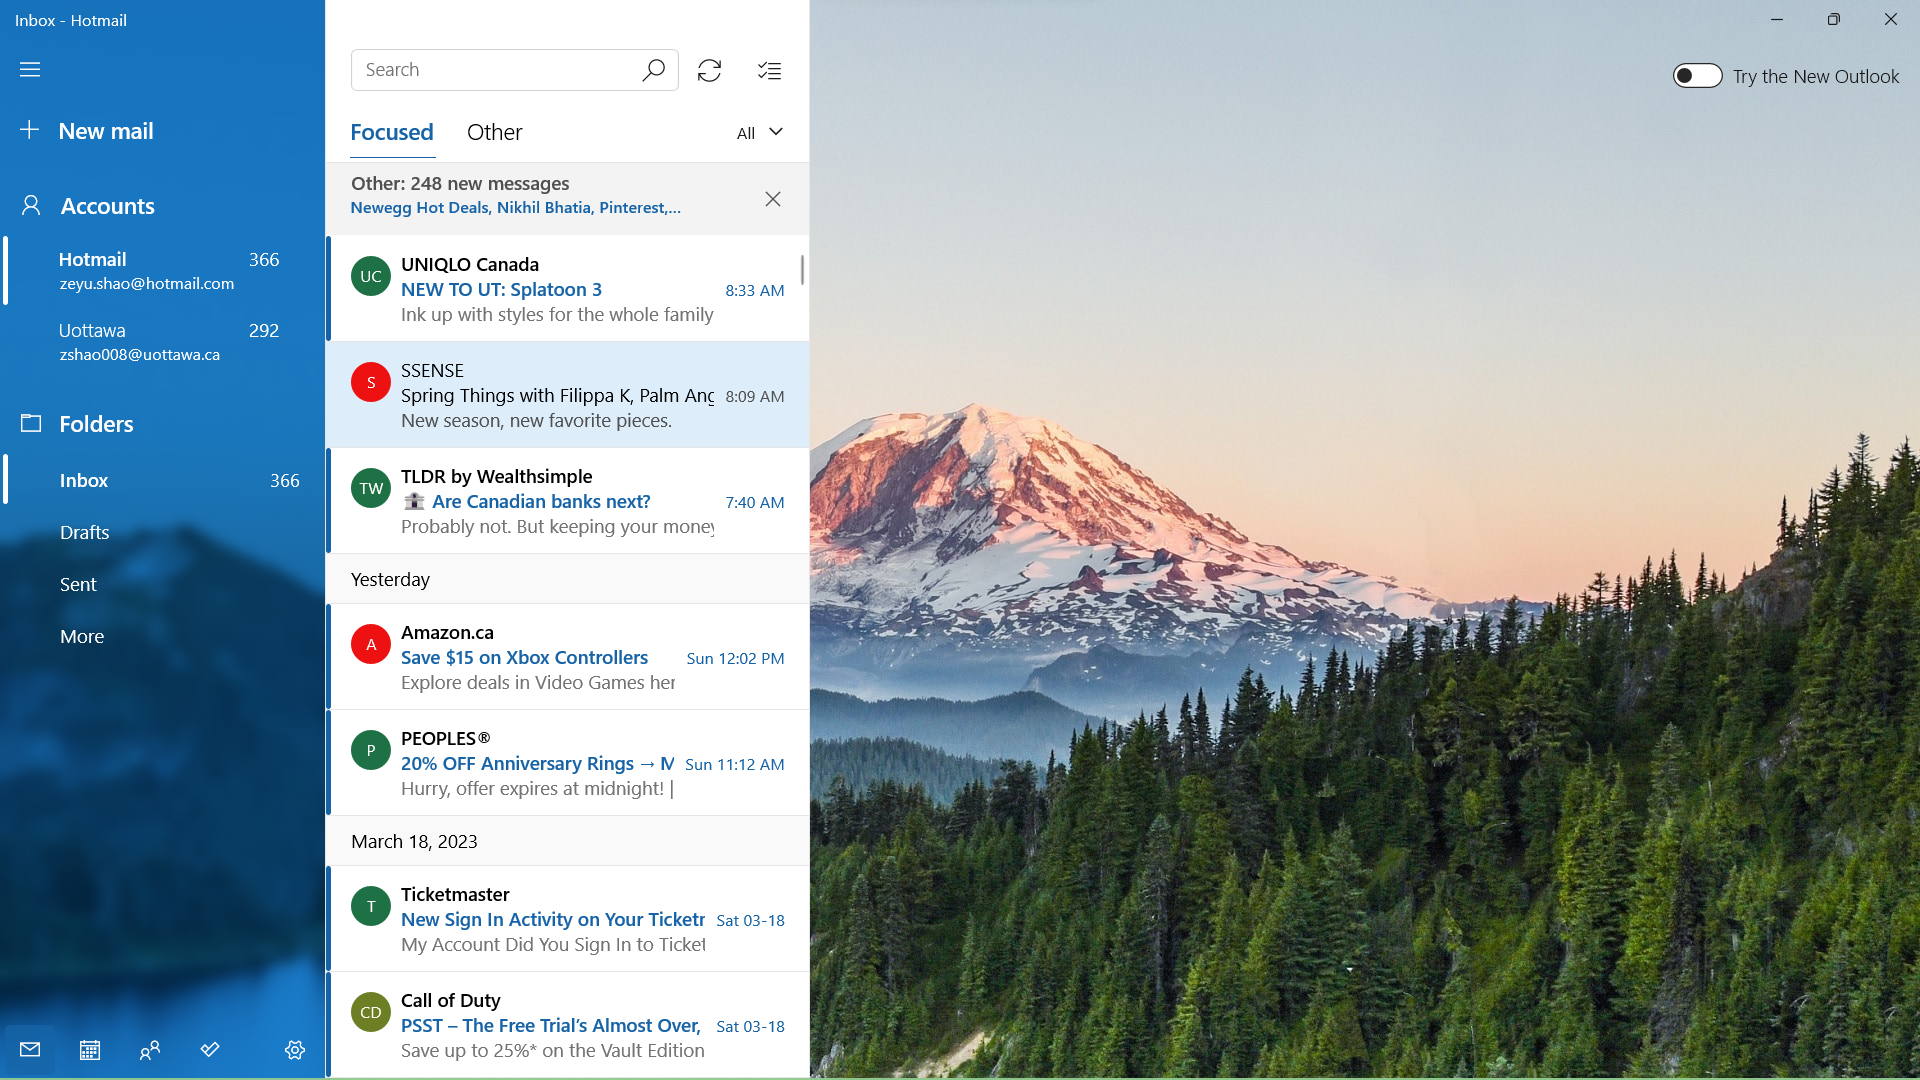 Inbox - Hotmail
New mail
Accounts
Hotmail 366
zeyu.shao@hotmail.com
Uottawa 292
zshao008@uottawa.ca
Folders
Inbox 366
Drafts
Sent
More
Search
Focused Other All
Other: 248 new messages
Newegg Hot Deals, Nikhil Bhatia, Pinterest,...
UC
UNIQLO Canada
NEW TO UT: Splatoon 3 8:33 AM
Ink up with styles for the whole family
S
SSENSE
Spring Things with Filippa K, Palm Ang 8:09 AM
New season, new favorite pieces.
TW
TLDR by Wealthsimple
Are Canadian banks next? 7:40 AM
Probably not. But keeping your money
Yesterday
A
Amazon.ca
Save $15 on Xbox Controllers Sun 12:02 PM
Explore deals in Video Games her
P
PEOPLES®
20% OFF Anniversary Rings → M Sun 11:12 AM
Hurry, offer expires at midnight! |
March 18, 2023
T
Ticketmaster
New Sign In Activity on Your Ticketr Sat 03-18
My Account Did You Sign In to Ticket
CD
Call of Duty
PSST – The Free Trial’s Almost Over, Sat 03-18
Save up to 25%* on the Vault Edition
Try the New Outlook